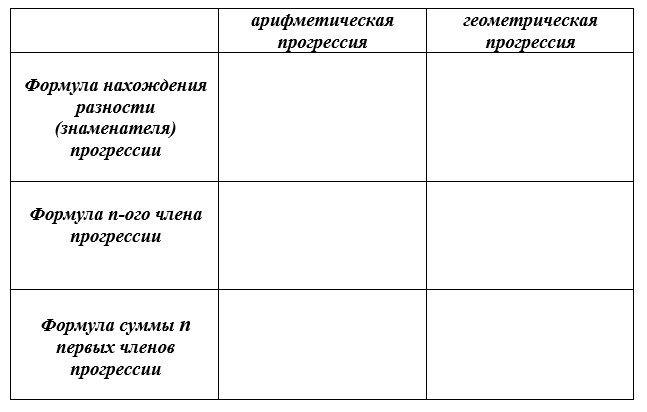 арифметическая
прогрессия
геометрическая
прогрессия
Формула нахождения
разности
(знаменателя)
прогрессии
Формула n-ого члена
прогрессии
Формула суммы n
первых членов
прогрессии